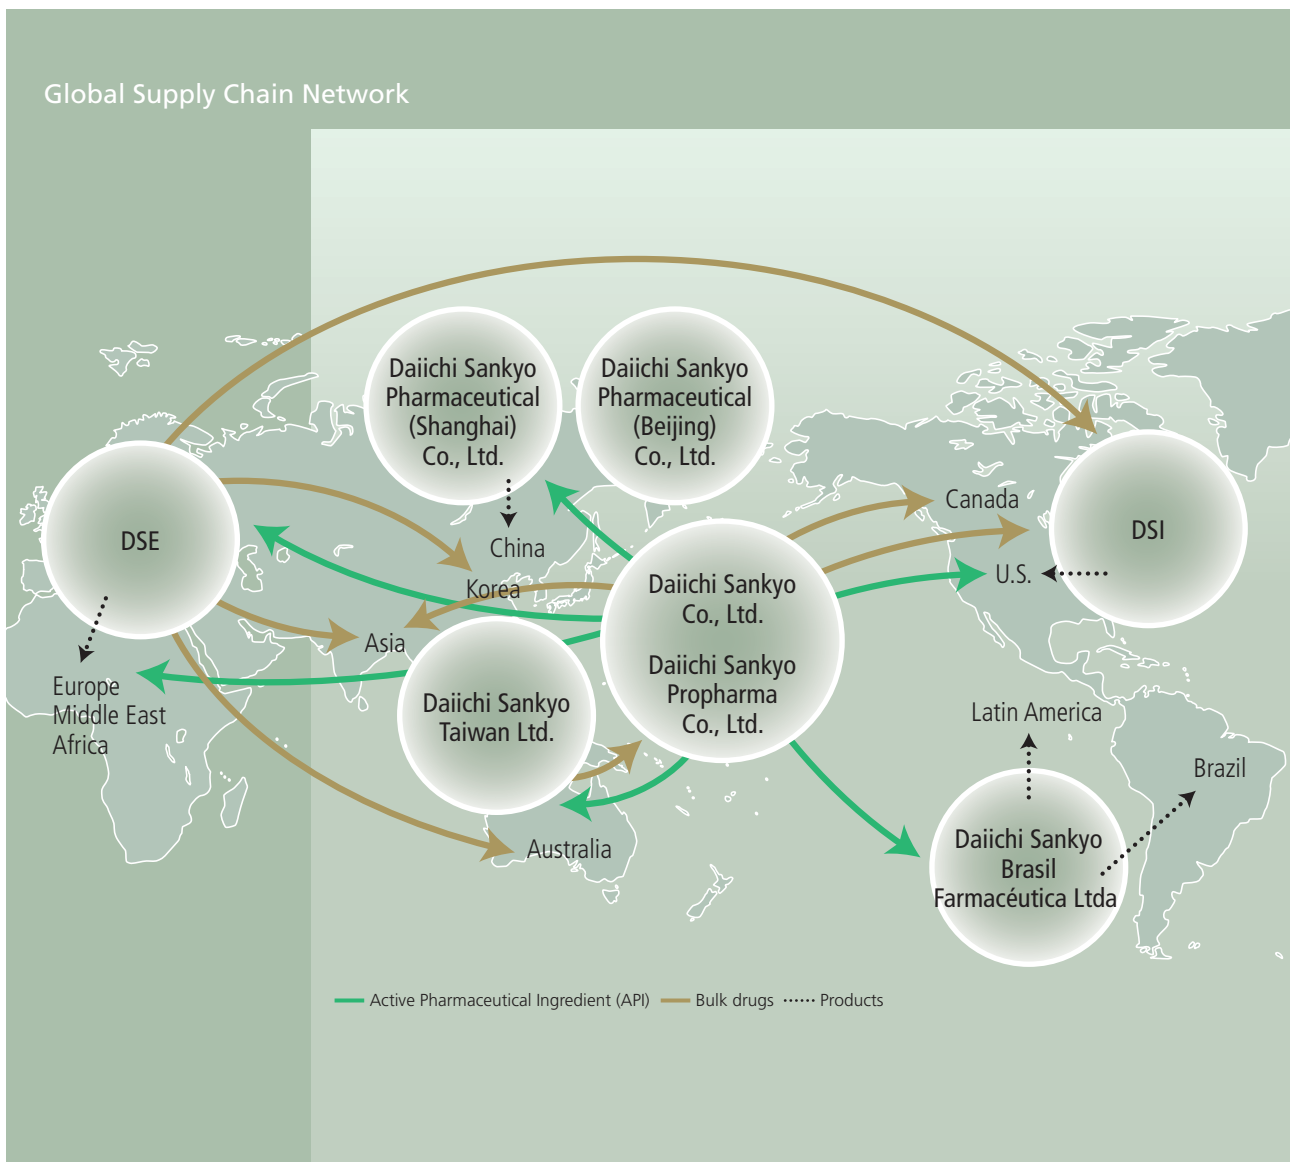 Global Supply Chain Network
Daiichi Sankyo
Pharmaceutical
(Shanghai)
Co., Ltd.
Daiichi Sankyo
Pharmaceutical
(Beijing)
Co., Ltd.
DSE
China
Korea
Asia
Europe
Middle East
Africa
Daiichi Sankyo
Taiwan Ltd.
Australia
Daiichi Sankyo
Co., Ltd.
Daiichi Sankyo
Propharma
Co., Ltd.
Canada
DSI
U.S.
Latin America
Brazil
Daiichi Sankyo
Brasil
Farmacéutica Ltda
Active Pharmaceutical Ingredient (API) Bulk drugs Products